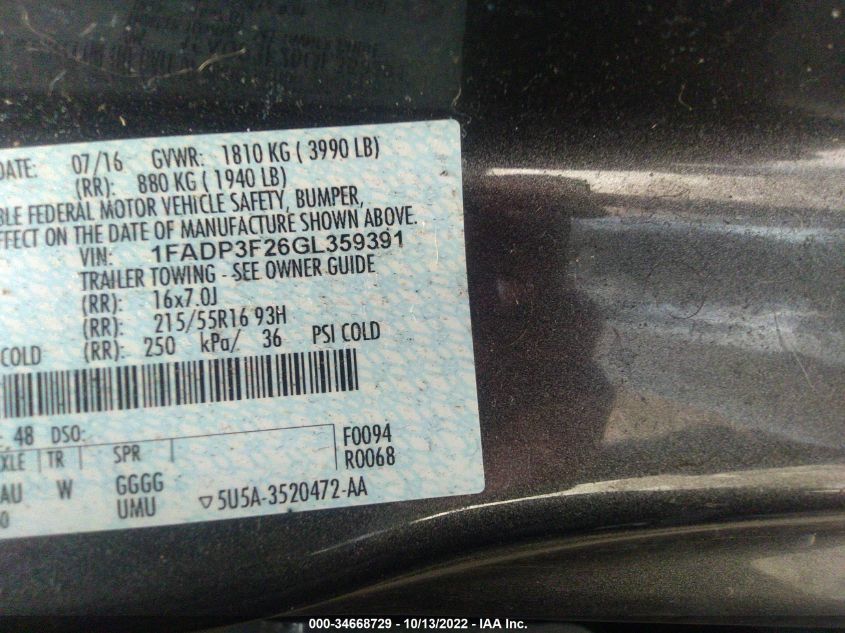 DATE: 07/16 GVWR: 1810 KG ( 3990 LB)
(RR): 880 KG ( 1940 LB)
BLE FEDERAL MOTOR VEHICLE SAFETY, BUMPER,
FFECT ON THE DATE OF MANUFACTURE SHOWN ABOVE.
VIN: 1FADP3F26GL359391
TRAILER TOWING - SEE OWNER GUIDE
(RR): 16x7.0J
(RR): 215/55R16 93H
COLD (RR): 250 kPa/ 36 PSI COLD
: 48 DSO:
XLE TR SPR F0094
R0068
AU W GGGG
0 UMU 5U5A-3520472-AA
000-34668729 - 10/13/2022 - IAA Inc.